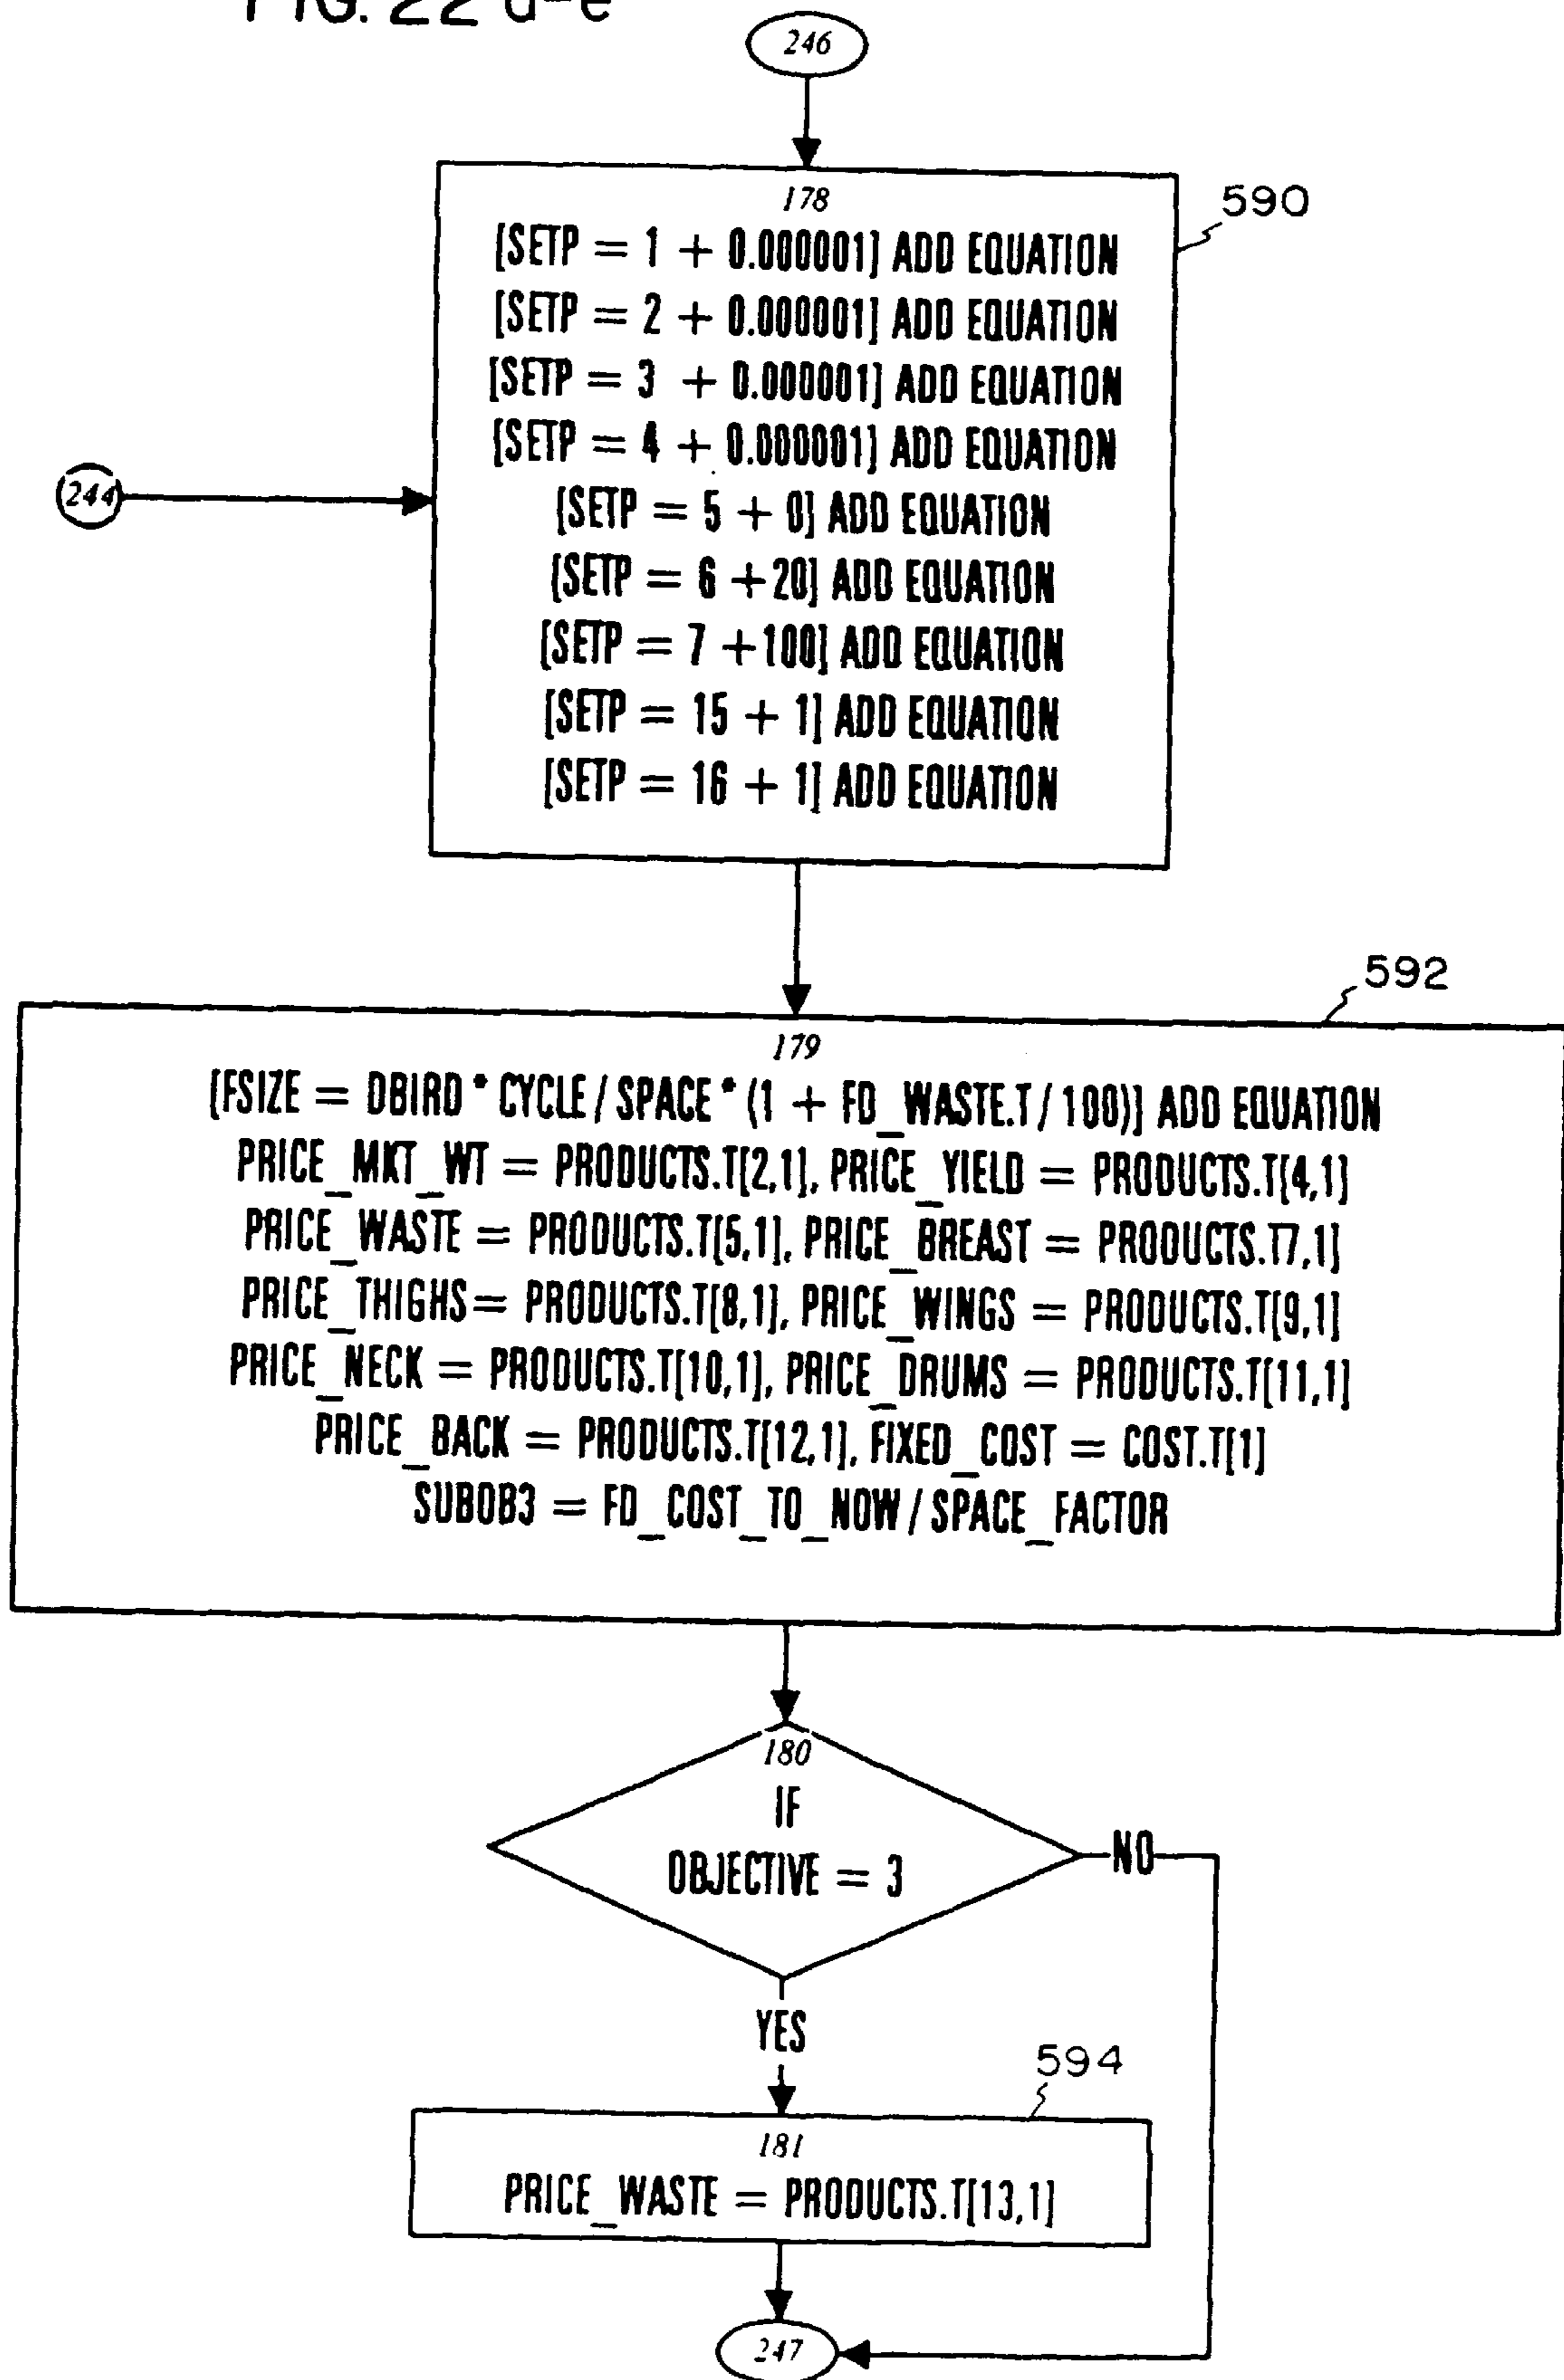 FIG. 22 d-e
246
178
590
[SETP = 1 + 0.000001] ADD EQUATION
[SETP = 2 + 0.000001] ADD EQUATION
[SETP = 3 + 0.000001] ADD EQUATION
[SETP = 4 + 0.000001] ADD EQUATION
244
[SETP = 5 + 0] ADD EQUATION
[SETP = 6 +20] ADD EQUATION
[SETP = 7 +100] ADD EQUATION
[SETP = 15 + 1] ADD EQUATION
[SETP = 16 + 1] ADD EQUATION
592
179
[FSIZE = DBIRD * CYCLE / SPACE * (1 + FD_WASTE.T / 100)] ADD EQUATION
PRICE_MKT_WT = PRODUCTS.T[2,1], PRICE_YIELD = PRODUCTS.T[4,1]
PRICE_WASTE = PRODUCTS.T[5,1], PRICE_BREAST = PRODUCTS.T7,1]
PRICE_THIGHS= PRODUCTS.T[8,1], PRICE_WINGS = PRODUCTS.T[9,1]
PRICE_NECK = PRODUCTS.T[10,1], PRICE_DRUMS = PRODUCTS.T[11,1]
PRICE_BACK = PRODUCTS.T[12,1], FIXED_COST = COST.T[1]
SUBOB3 = FD_COST_TO_NOW / SPACE_FACTOR
180
IF
OBJECTIVE = 3
NO
YES
594
181
PRICE_WASTE = PRODUCTS.T[13,1]
247